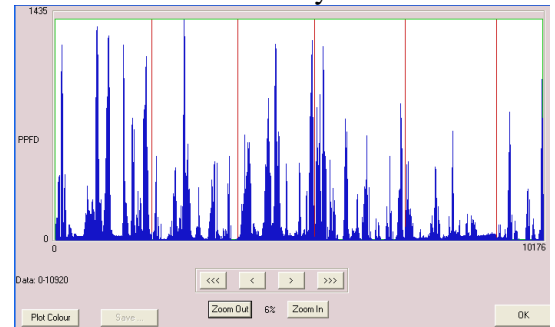 1435
PPFD
0
0 10176
Data: 0-10920
<<< < > >>>
Zoom Out 6% Zoom In
Plot Colour Save... OK